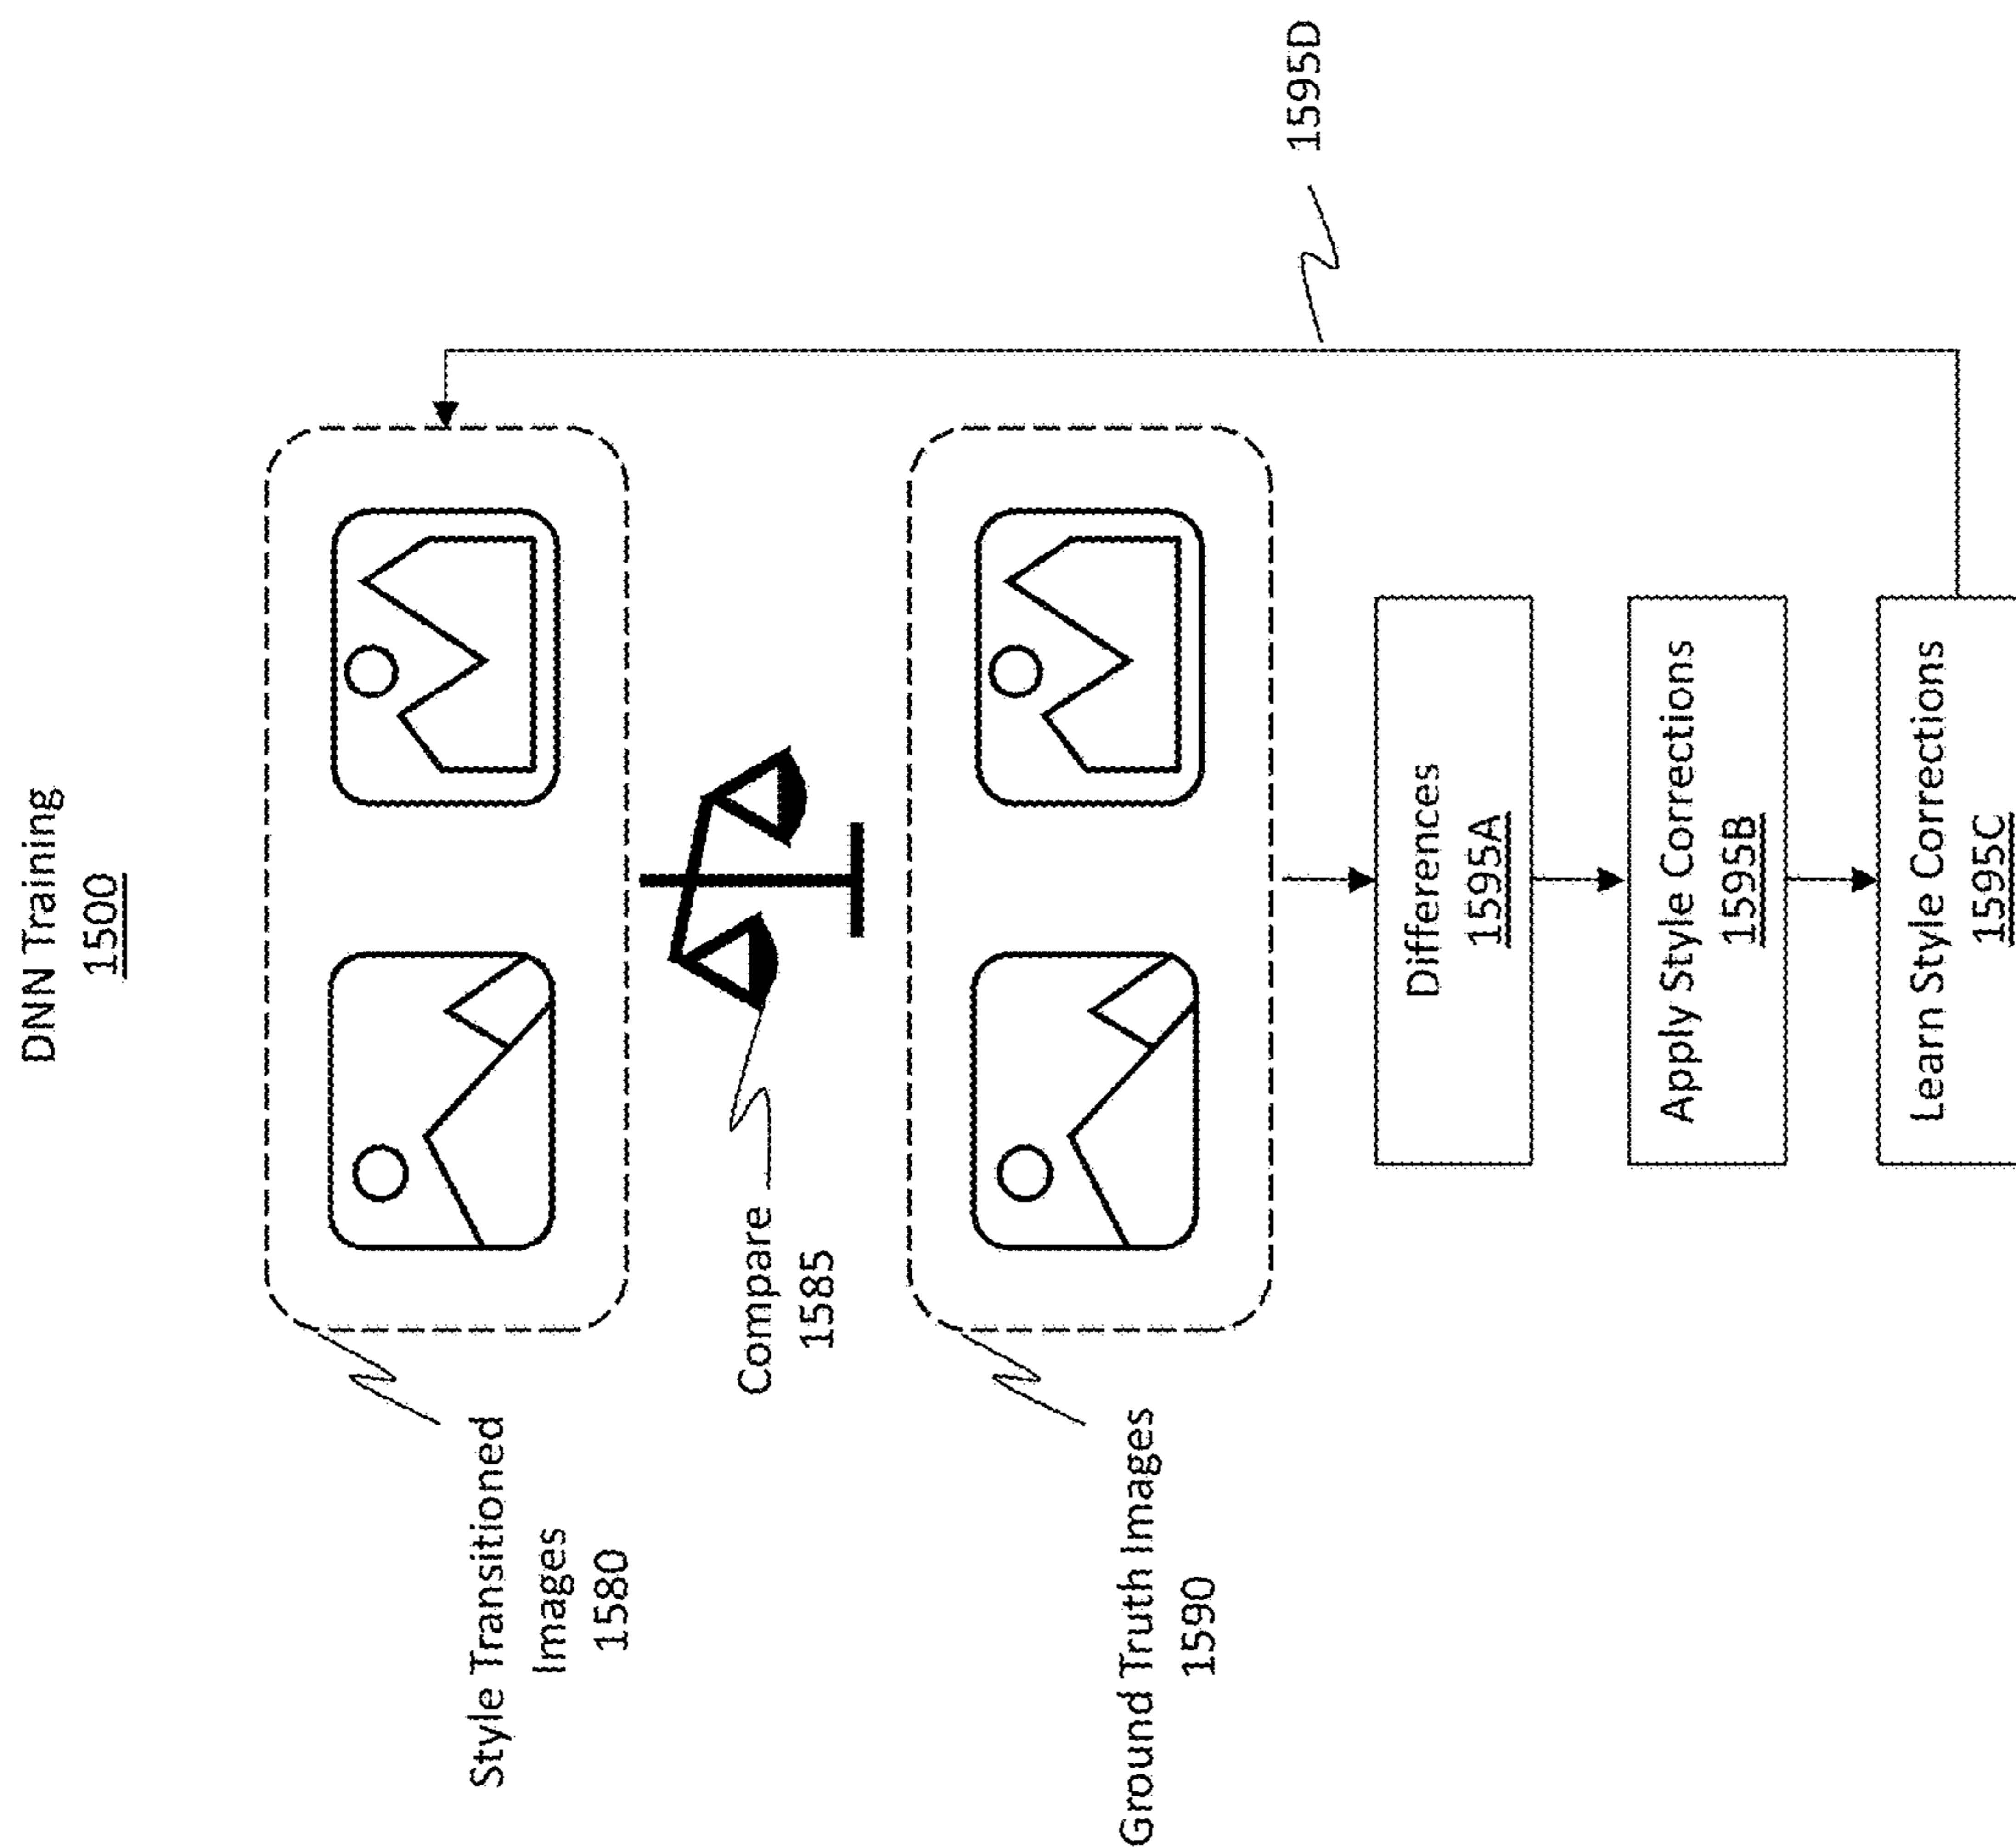 DNN Training
1500
Style Transitioned
Images
1580
Compare
1585
Ground Truth Images
1590
Differences
1595A
Apply Style Corrections
1595B
Learn Style Corrections
1595C
1595D